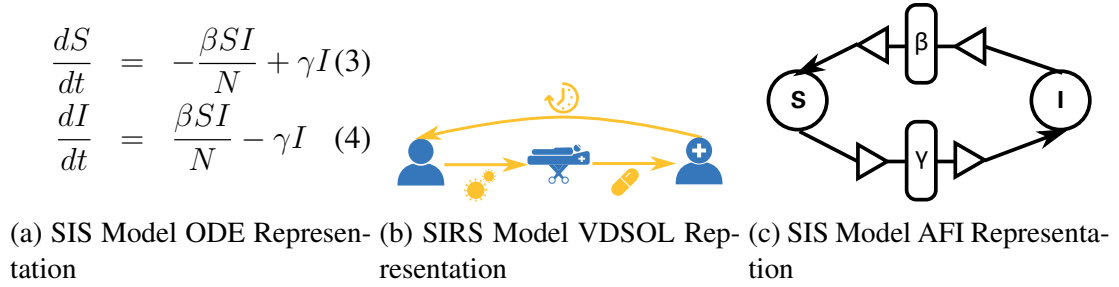 dS/dt = -βSI/N + γI (3)
dI/dt = βSI/N - γI (4)
β
S
I
γ
(a) SIS Model ODE Represen-
tation
(b) SIRS Model VDSOL Rep-
resentation
(c) SIS Model AFI Representa-
tion